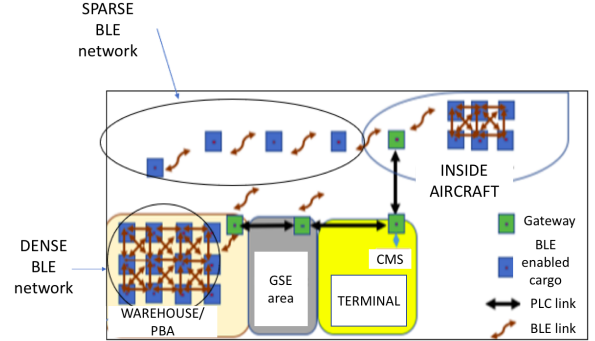 SPARSE
BLE
network
INSIDE
AIRCRAFT
Gateway
DENSE
BLE
network
BLE
enabled
cargo
CMS
GSE
area
TERMINAL
PLC link
WAREHOUSE/
PBA
BLE link